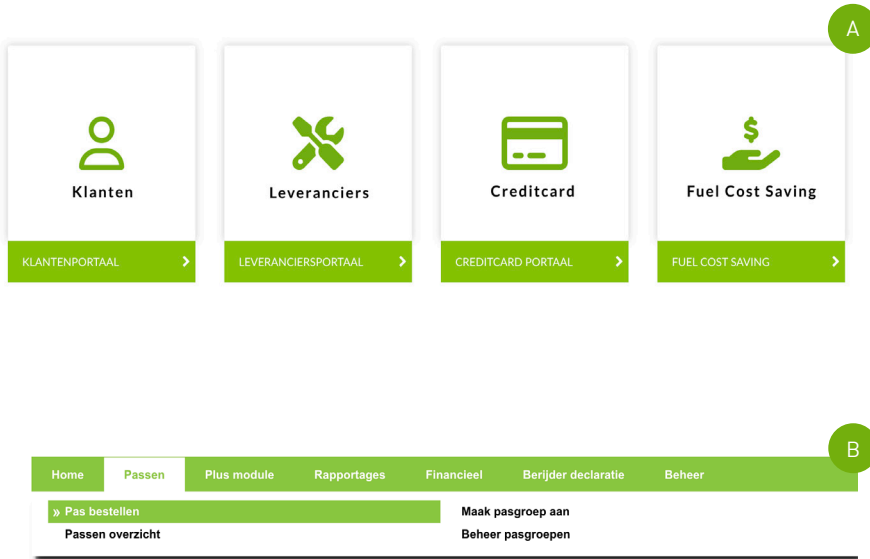 A
Klanten
Leveranciers
Creditcard
Fuel Cost Saving
KLANTENPORTAAL
LEVERANCIERSPORTAAL
CREDITCARD PORTAAL
FUEL COST SAVING
B
Home Passen Plus module Rapportages Financieel Berijder declaratie Beheer
» Pas bestellen Maak pasgroep aan
Passen overzicht Beheer pasgroepen